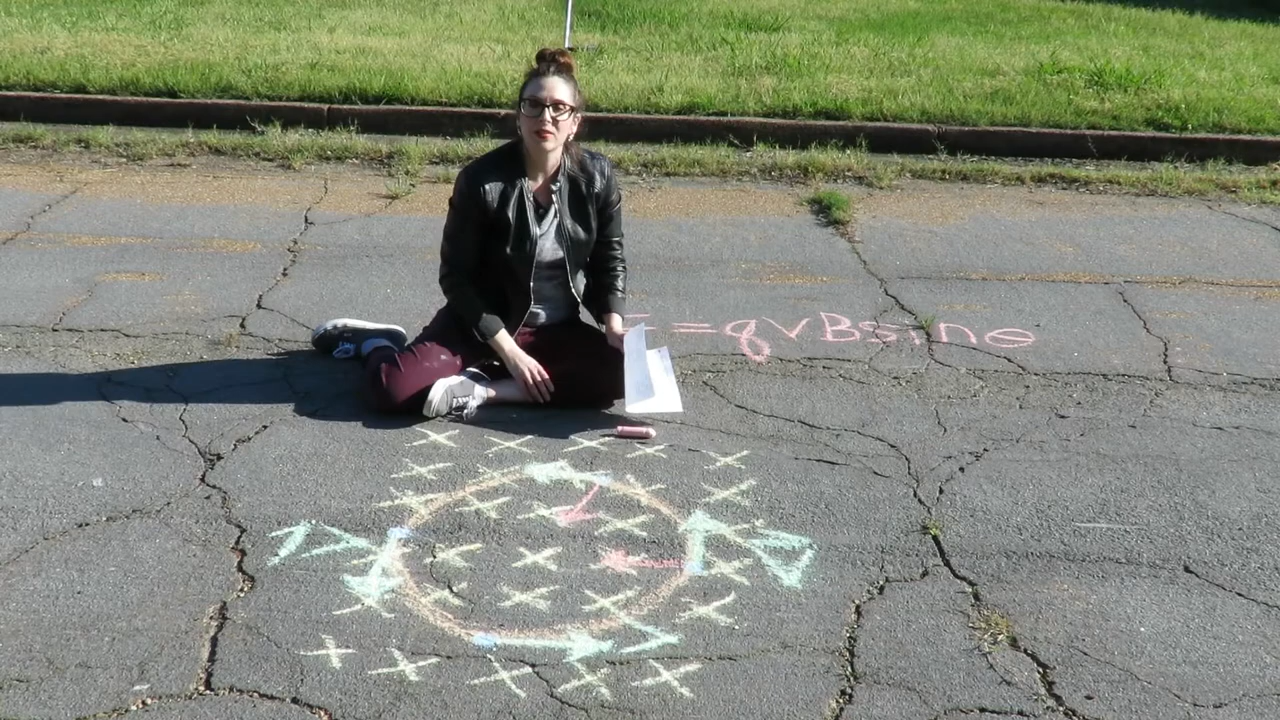 F = qvBsinθ